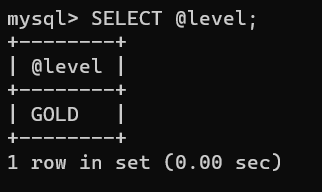 mysql> SELECT @level;
+--------+
| @level |
+--------+
| GOLD   |
+--------+
1 row in set (0.00 sec)